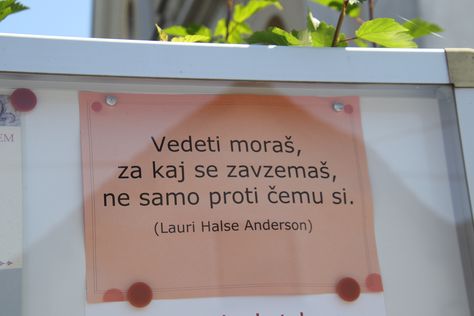 Vedeti moraš,
za kaj se zavzemaš,
ne samo proti čemu si.
(Lauri Halse Anderson)